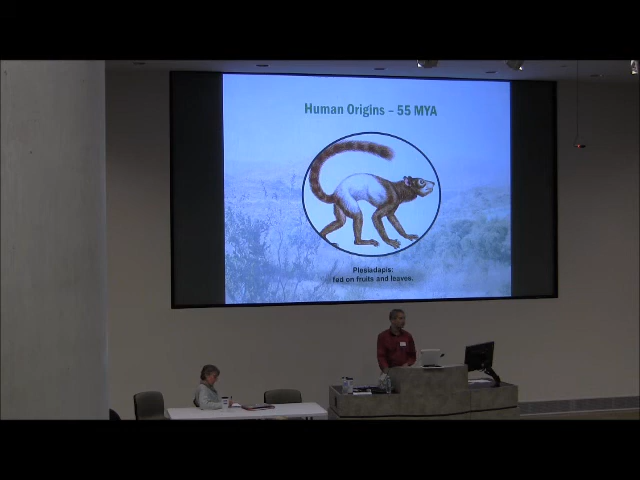 Human Origins – 55 MYA
Plesiadapis:
fed on fruits and leaves.